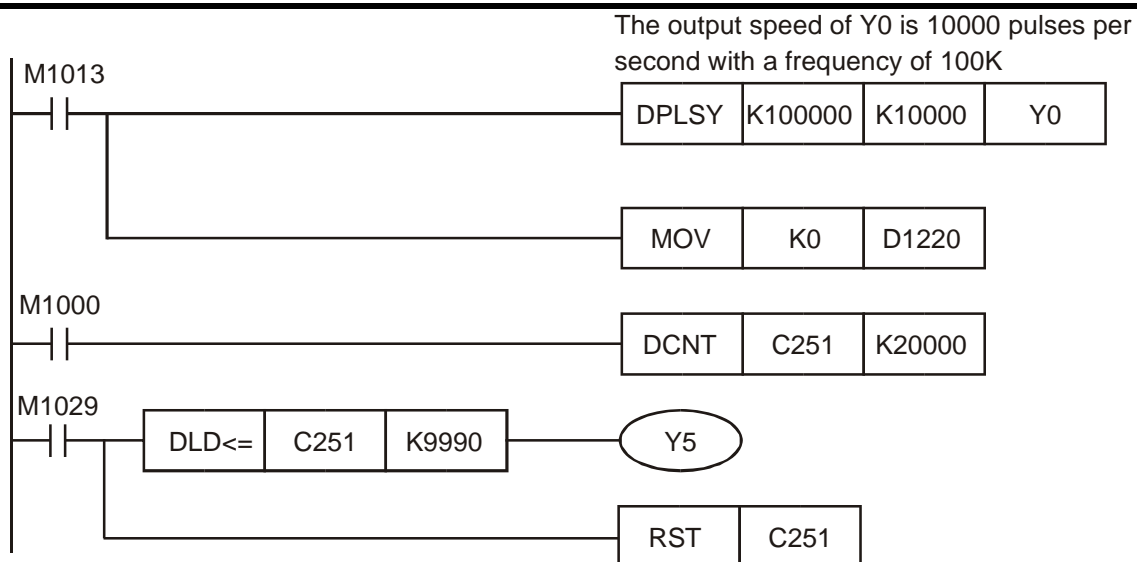 The output speed of Y0 is 10000 pulses per
second with a frequency of 100K
M1013
DPLSY K100000 K10000 Y0
MOV K0 D1220
M1000
DCNT C251 K20000
M1029
DLD<= C251 K9990 Y5
RST C251